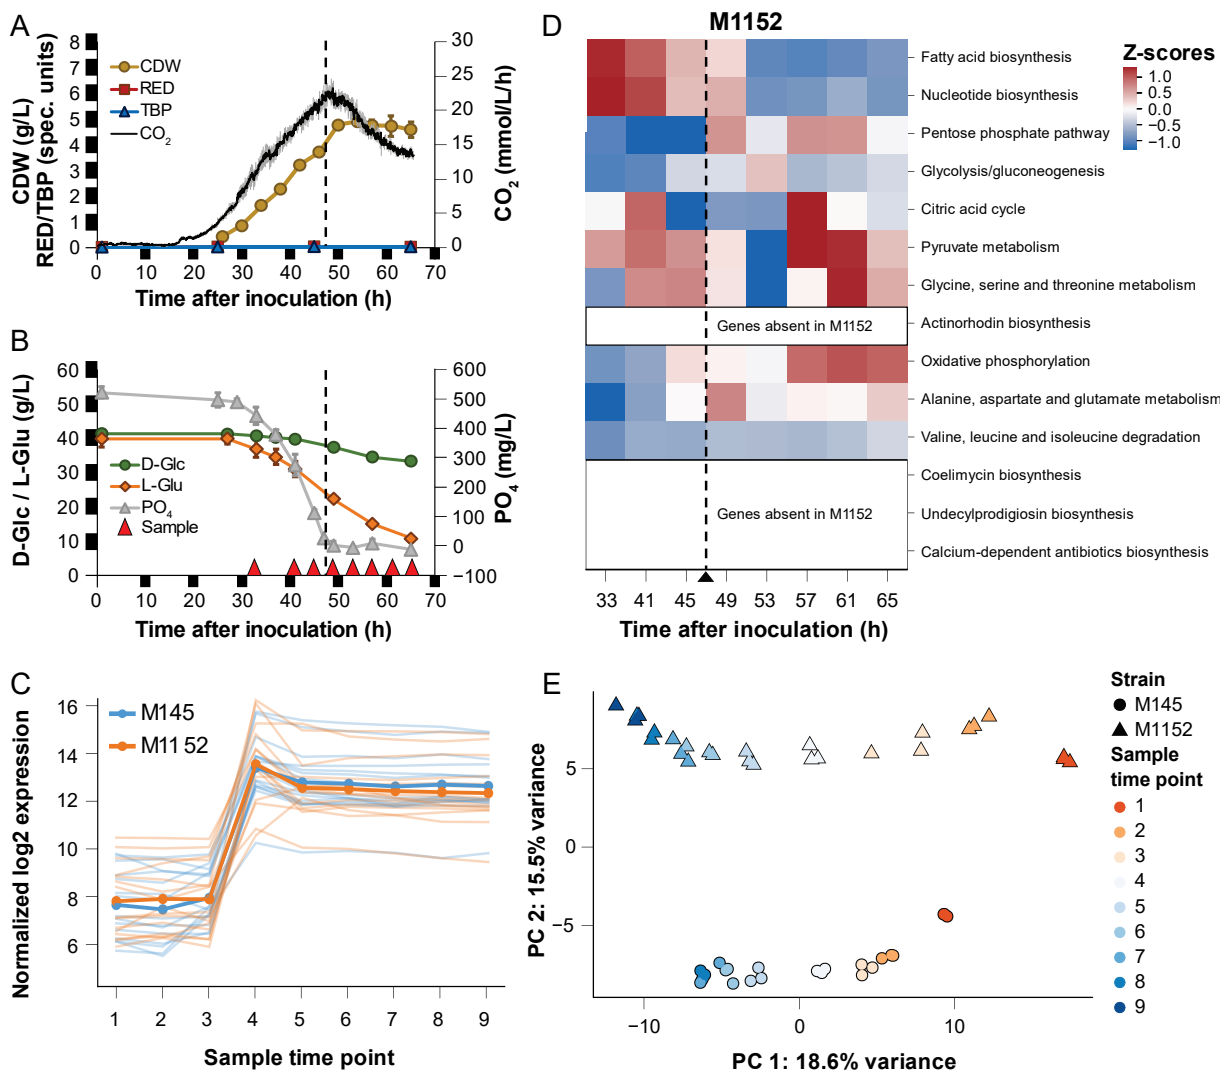 A
CDW (g/L)
RED/TBP (spec. units)
8
7
6
5
4
3
2
1
0
CDW
RED
TBP
CO2
30
25
20
15
10
5
0
CO2 (mmol/L/h)
0 10 20 30 40 50 60 70
Time after inoculation (h)
B
D-Glc / L-Glu (g/L)
60
50
40
30
20
10
0
D-Glc
L-Glu
PO4
Sample
600
500
400
300
200
100
0
−100
PO4 (mg/L)
0 10 20 30 40 50 60 70
Time after inoculation (h)
C
Normalized log2 expression
16
14
12
10
8
6
M145
M1152
1 2 3 4 5 6 7 8 9
Sample time point
D
M1152
Fatty acid biosynthesis
Nucleotide biosynthesis
Pentose phosphate pathway
Glycolysis/gluconeogenesis
Citric acid cycle
Pyruvate metabolism
Glycine, serine and threonine metabolism
Genes absent in M1152
Actinorhodin biosynthesis
Oxidative phosphorylation
Alanine, aspartate and glutamate metabolism
Valine, leucine and isoleucine degradation
Coelimycin biosynthesis
Genes absent in M1152
Undecylprodigiosin biosynthesis
Calcium-dependent antibiotics biosynthesis
Z-scores
1.0
0.5
0.0
−0.5
−1.0
33 41 45 49 53 57 61 65
Time after inoculation (h)
E
PC 2: 15.5% variance
5
0
−5
−10 0 10
PC 1: 18.6% variance
Strain
M145
M1152
Sample
time point
1
2
3
4
5
6
7
8
9